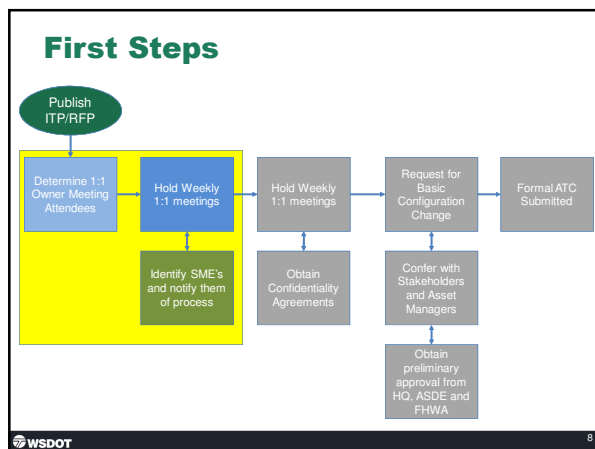 First Steps
Publish
ITP/RFP
Determine 1:1
Owner Meeting
Attendees
Hold Weekly
1:1 meetings
Hold Weekly
1:1 meetings
Request for
Basic
Configuration
Change
Formal ATC
Submitted
Identify SME's
and notify them
of process
Obtain
Confidentiality
Agreements
Confer with
Stakeholders
and Asset
Managers
Obtain
preliminary
approval from
HQ, ASDE and
FHWA
WSDOT
8